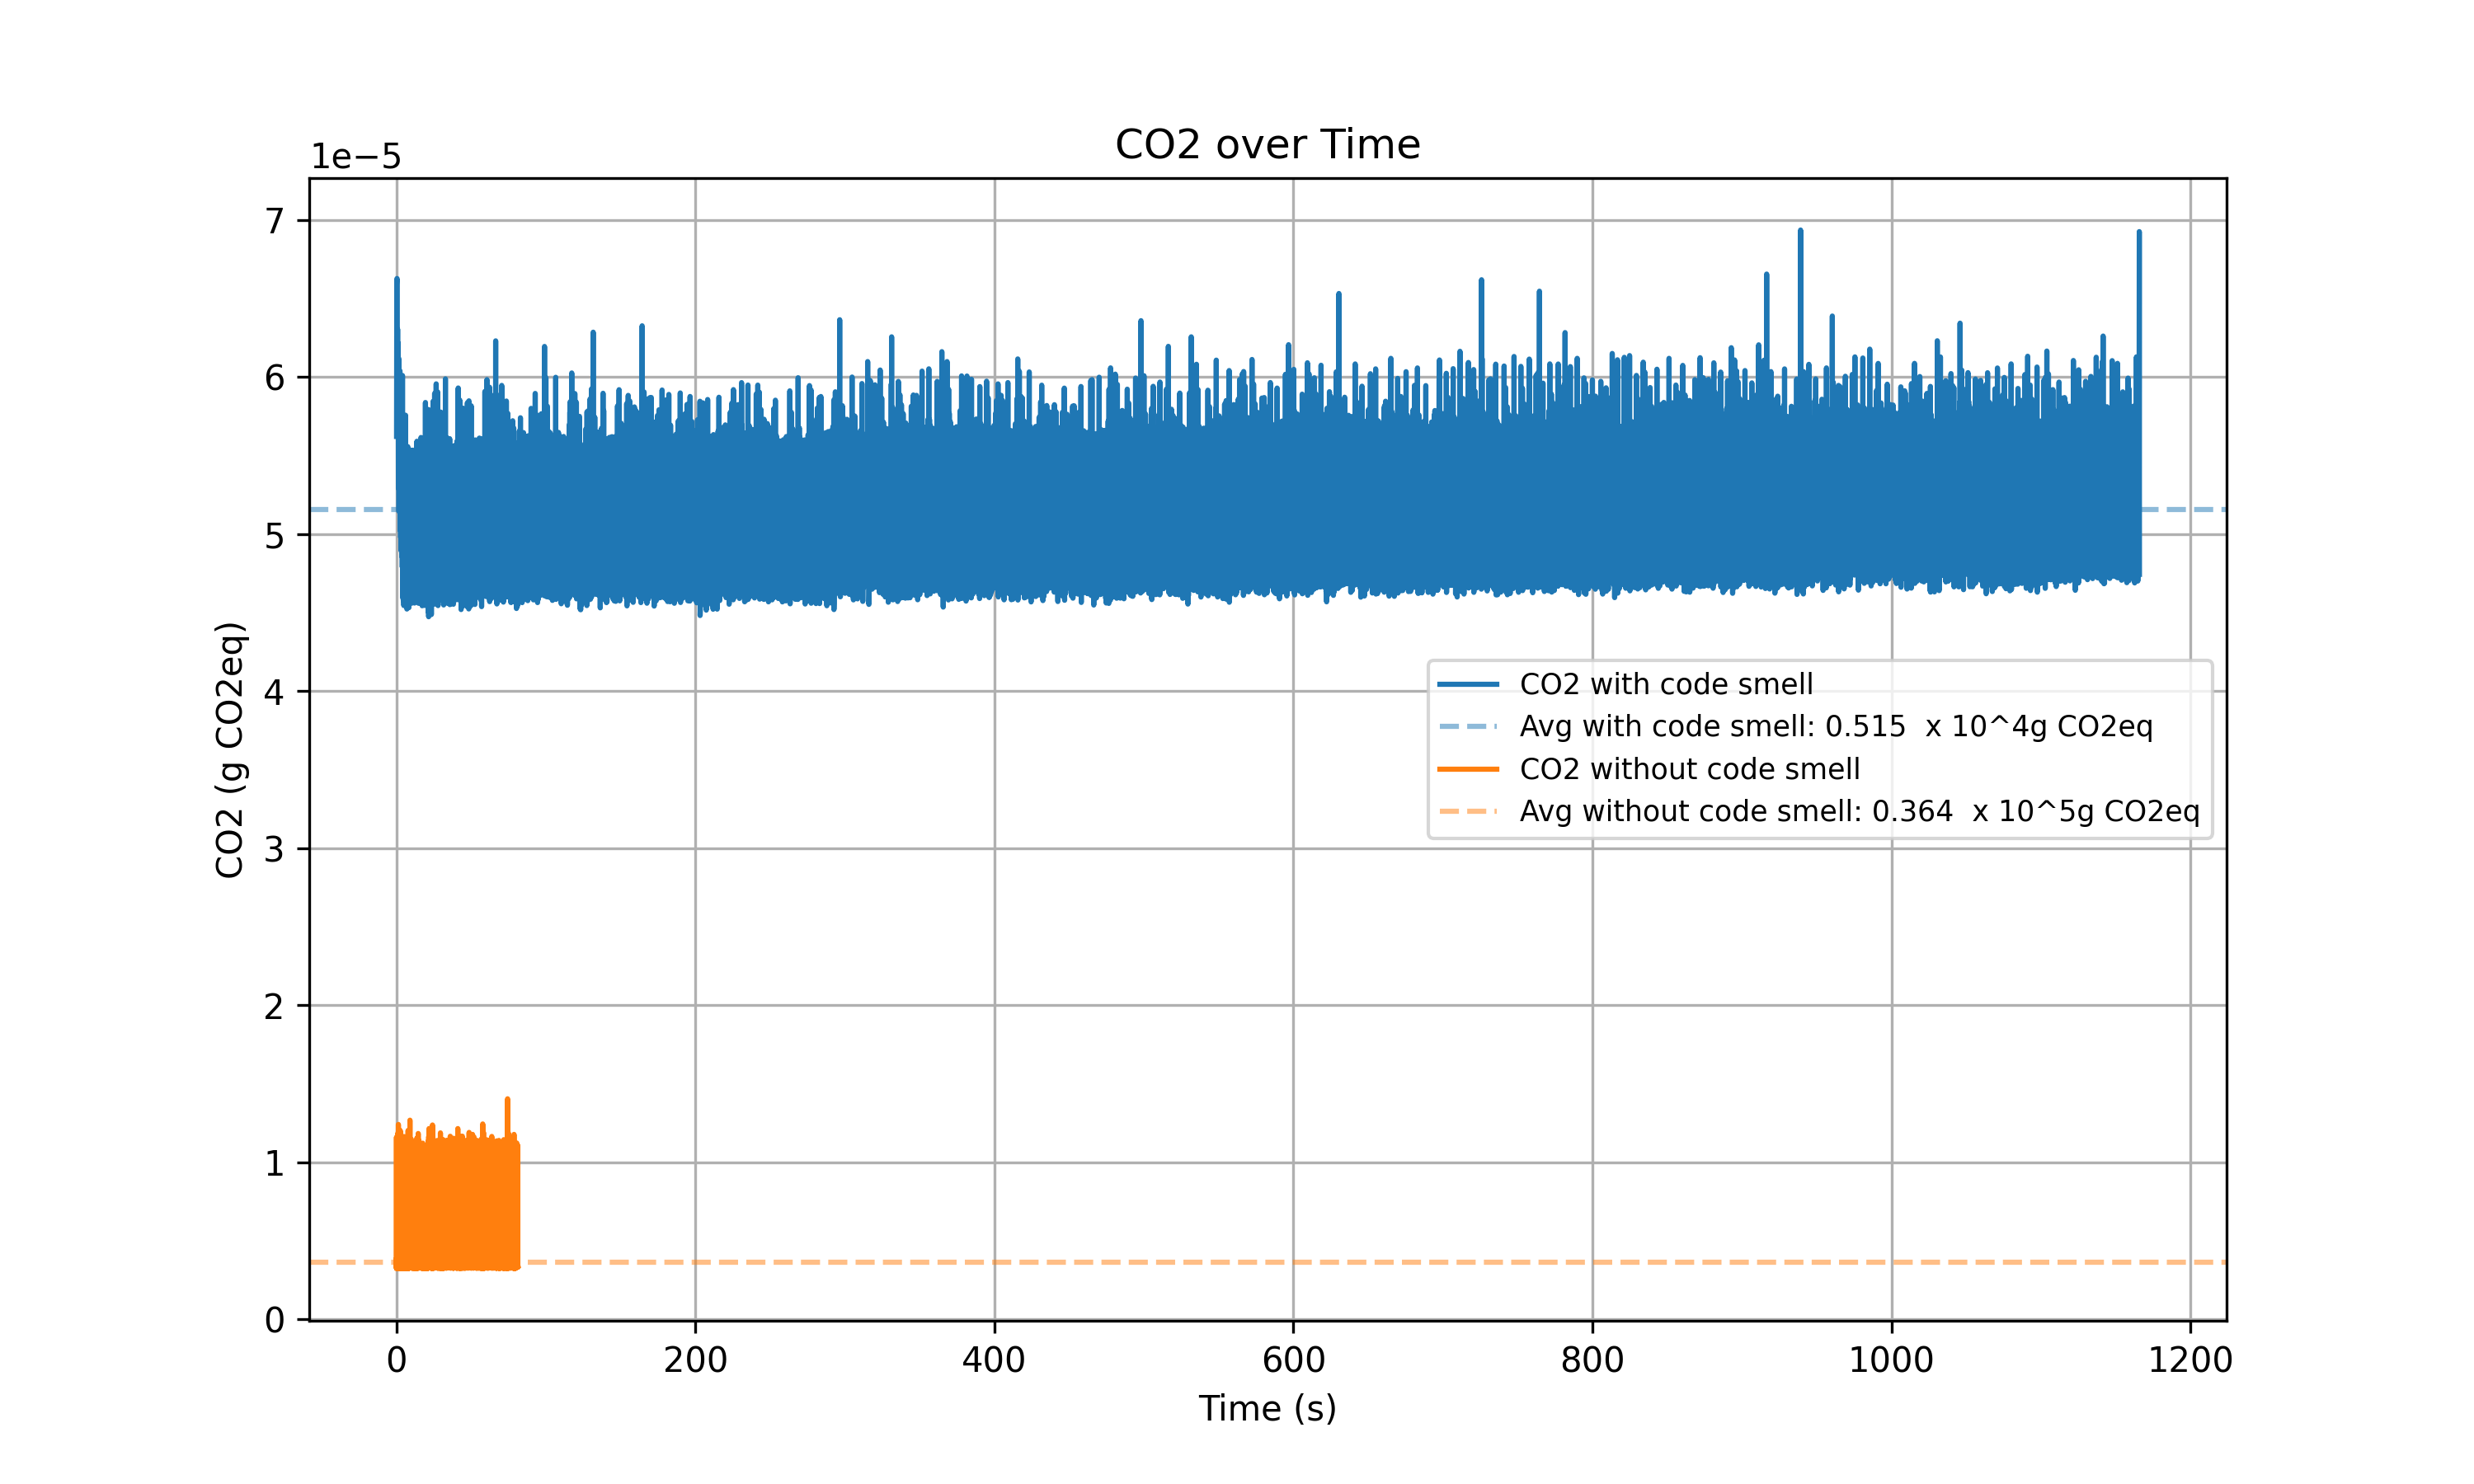 CO2 over Time
1e−5
7
6
5
4
3
2
1
0
CO2 (g CO2eq)
CO2 with code smell
Avg with code smell: 0.515  x 10^4g CO2eq
CO2 without code smell
Avg without code smell: 0.364  x 10^5g CO2eq
0 200 400 600 800 1000 1200
Time (s)